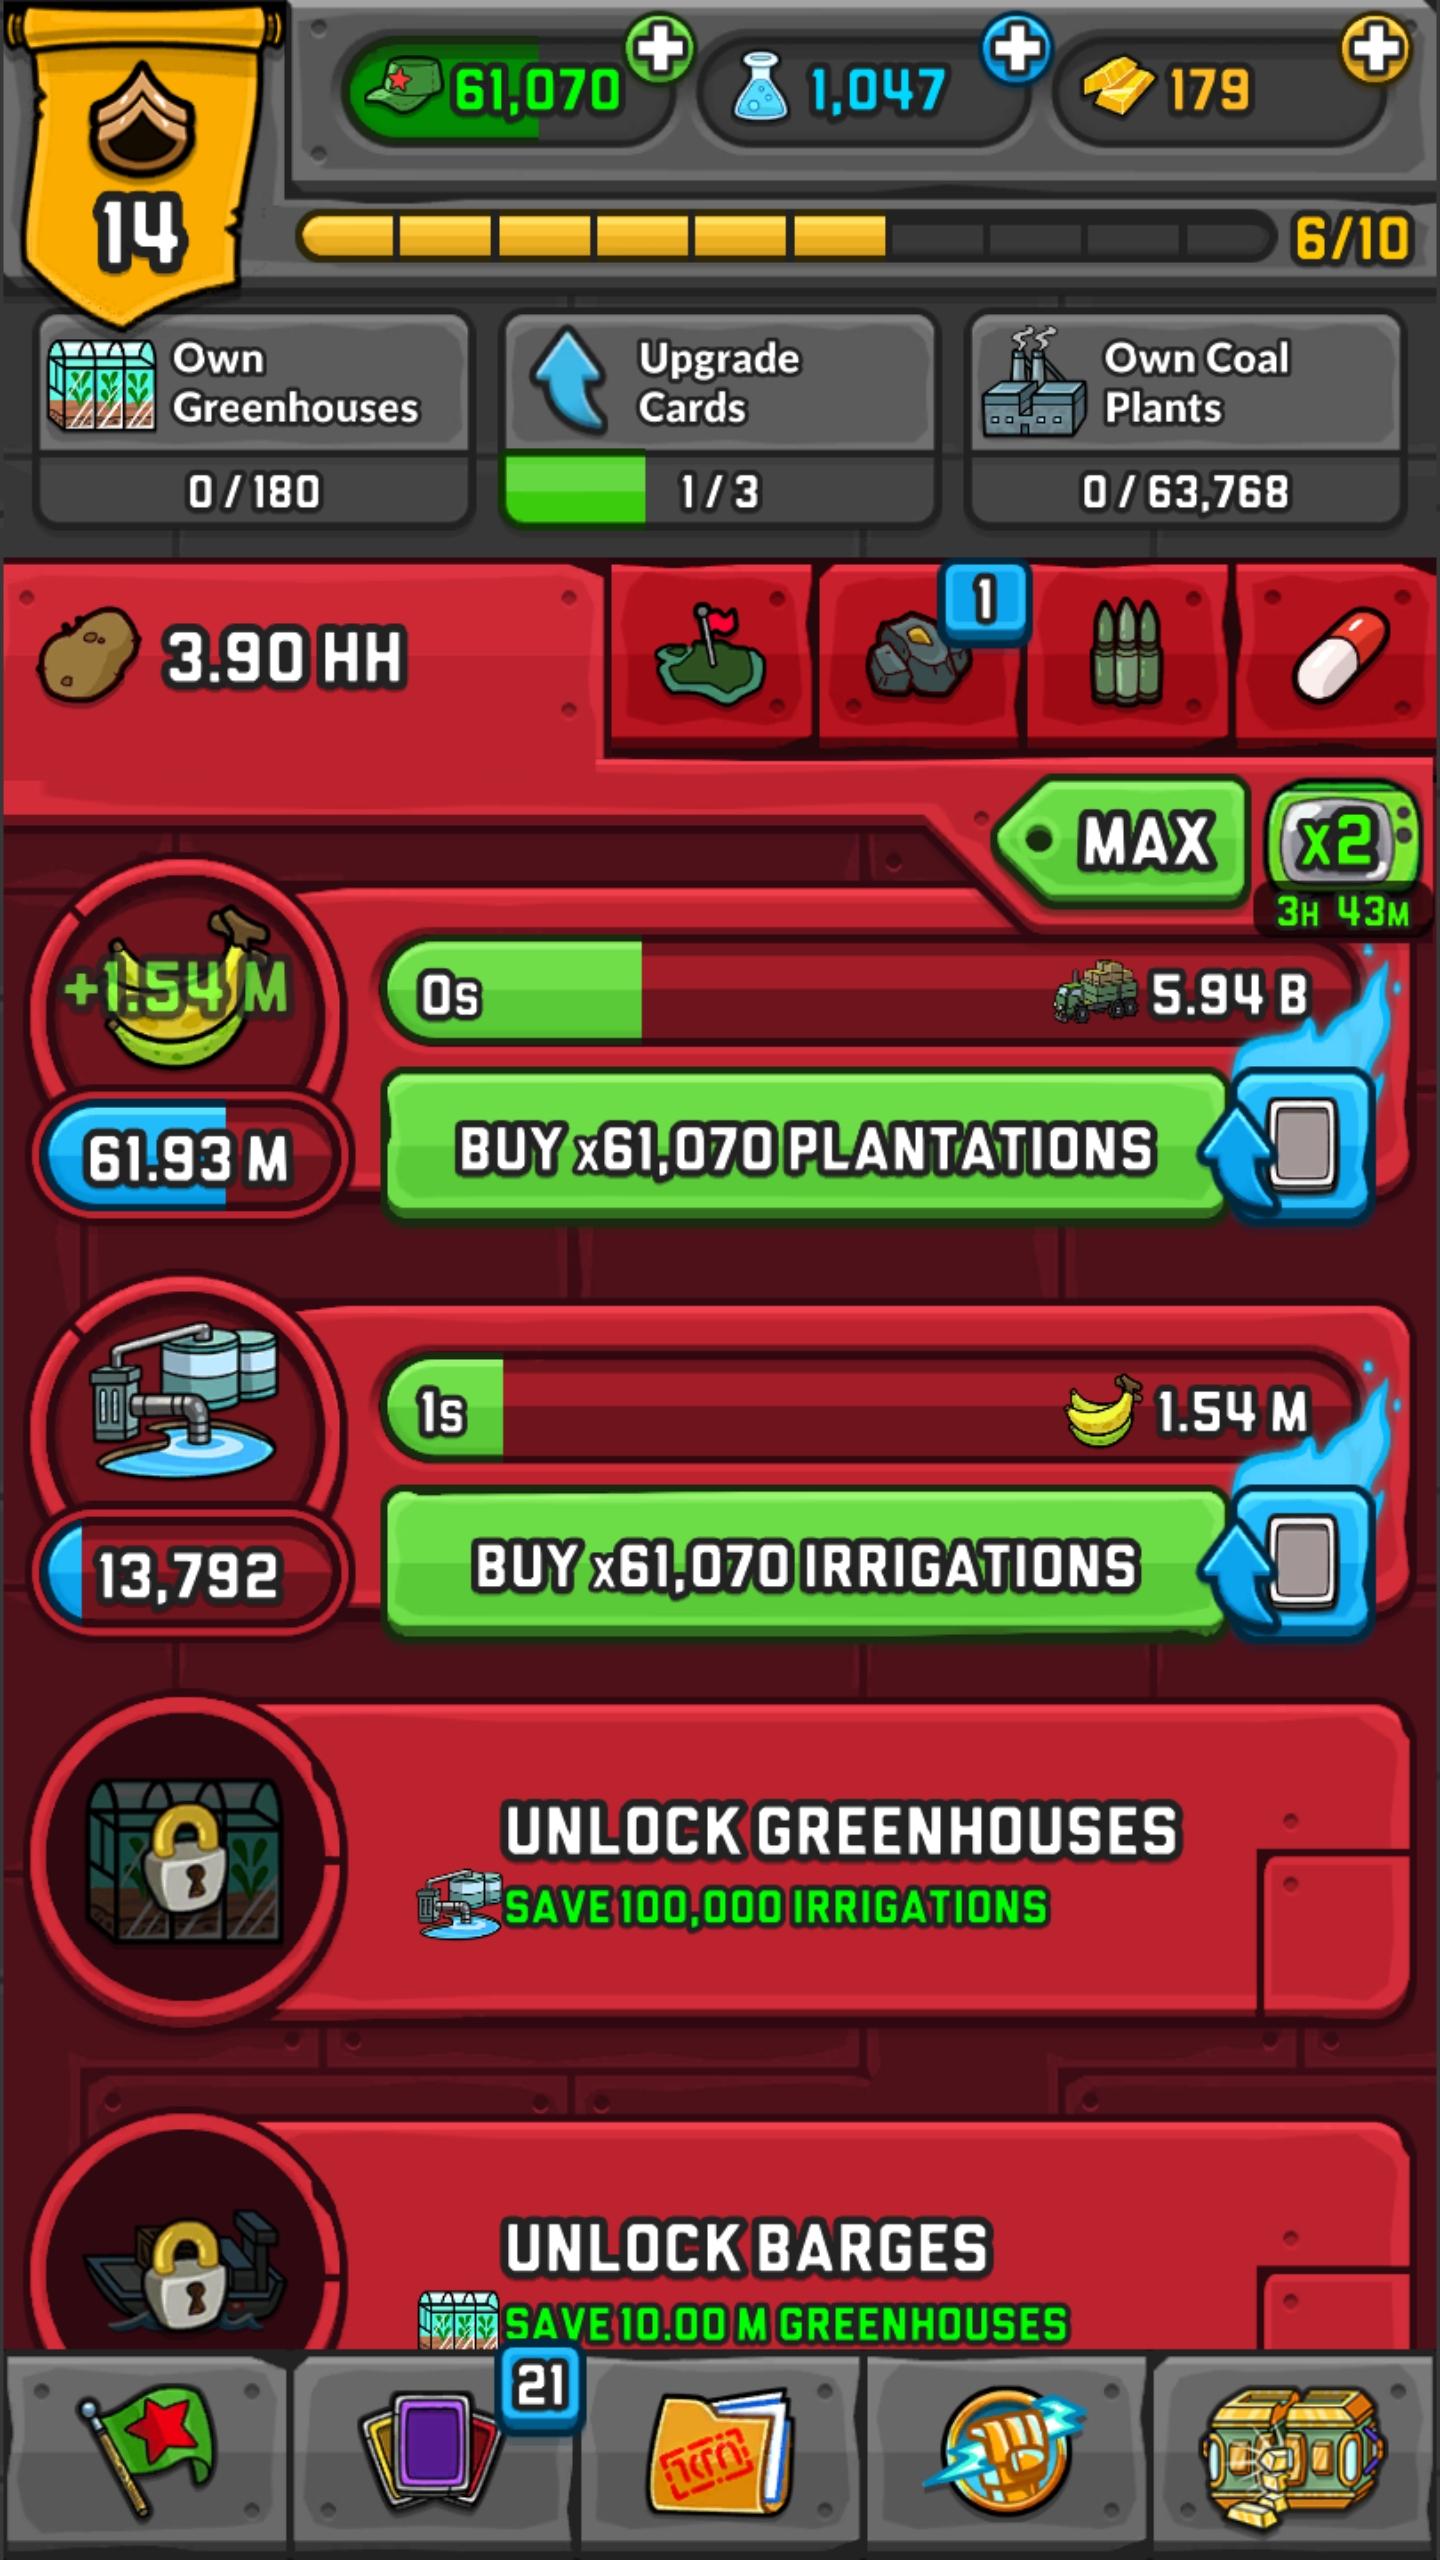 61,070
1,047
179
14
6/10
Own
Greenhouses
0/180
Upgrade
Cards
1/3
Own Coal
Plants
0/63,768
3.90 HH
1
MAX
x2
3H 43M
+1.54 M
0s
5.94 B
61.93 M
BUY x61,070 PLANTATIONS
1s
1.54 M
13,792
BUY x61,070 IRRIGATIONS
UNLOCK GREENHOUSES
SAVE 100,000 IRRIGATIONS
UNLOCK BARGES
SAVE 10.00 M GREENHOUSES
21